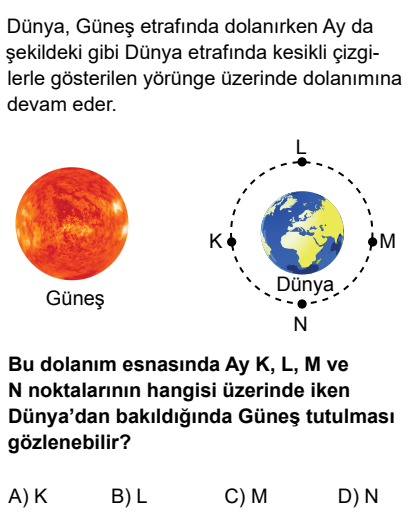 Dünya, Güneş etrafında dolanırken Ay da
şekildeki gibi Dünya etrafında kesikli çizgi-
lerle gösterilen yörünge üzerinde dolanımına
devam eder.
L
K
M
Güneş
Dünya
N
Bu dolanım esnasında Ay K, L, M ve
N noktalarının hangisi üzerinde iken
Dünya’dan bakıldığında Güneş tutulması
gözlenebilir?
A) K B) L C) M D) N